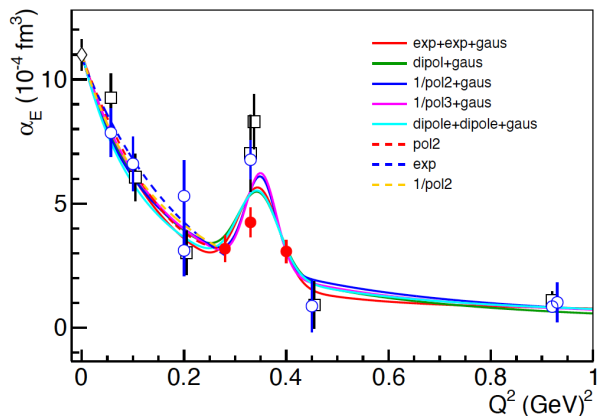 α_E [10⁻⁴ fm³]
10
5
0
exp+exp+gaus
dipol+gaus
1/pol2+gaus
1/pol3+gaus
dipole+dipole+gaus
pol2
exp
1/pol2
0 0.2 0.4 0.6 0.8 1
Q² (GeV)²